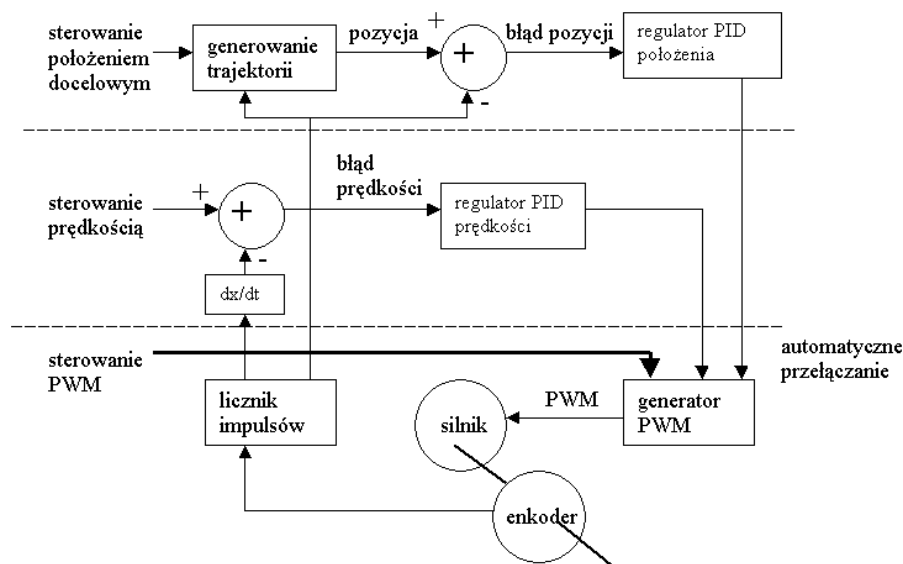 sterowanie
położeniem
docelowym
generowanie
trajektorii
pozycja
+
+
-
błąd pozycji
regulator PID
położenia
sterowanie
prędkością
+
+
-
błąd
prędkości
regulator PID
prędkości
dx/dt
sterowanie
PWM
automatyczne
przełączanie
licznik
impulsów
silnik
PWM
generator
PWM
enkoder